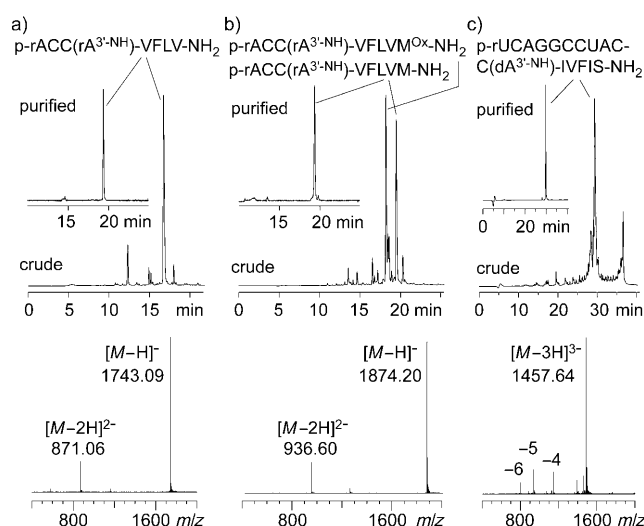 a) b) c)
p-rACC(rA3'-NH)-VFLV-NH2
p-rACC(rA3'-NH)-VFLVMOx-NH2
p-rACC(rA3'-NH)-VFLVM-NH2
p-rUCAGGCCUAC-
C(dA3'-NH)-IVFIS-NH2
purified purified purified
15 20 min 15 20 min 0 20 min
crude crude crude
0 5 10 15 min 0 10 20 min 0 10 20 30 min
[M–H]- [M–H]- [M–3H]3-
1743.09 1874.20 1457.64
[M–2H]2- [M–2H]2-
871.06 936.60
–6 –5 –4
800 1600 m/z 800 1600 m/z 800 1600 m/z